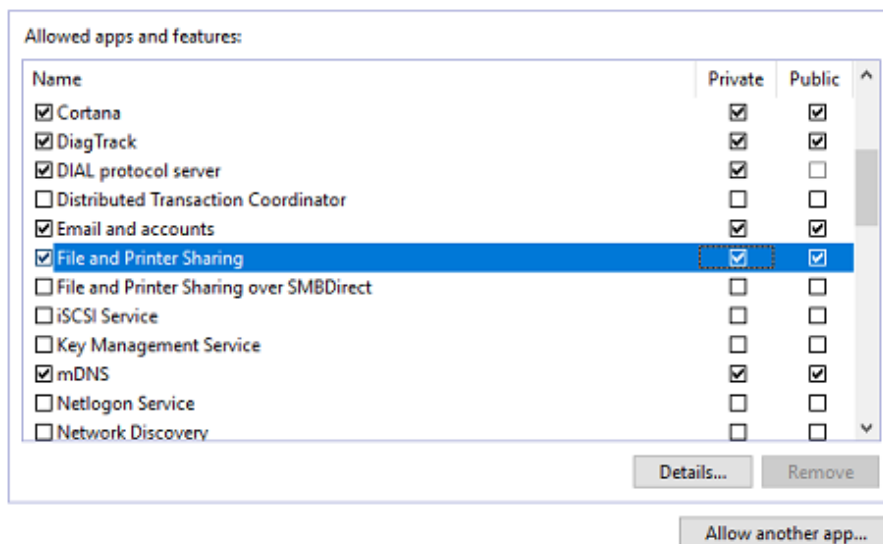 Allowed apps and features:
Name Private Public
Cortana
DiagTrack
DIAL protocol server
Distributed Transaction Coordinator
Email and accounts
File and Printer Sharing
File and Printer Sharing over SMBDirect
iSCSI Service
Key Management Service
mDNS
Netlogon Service
Network Discovery
Details... Remove
Allow another app...